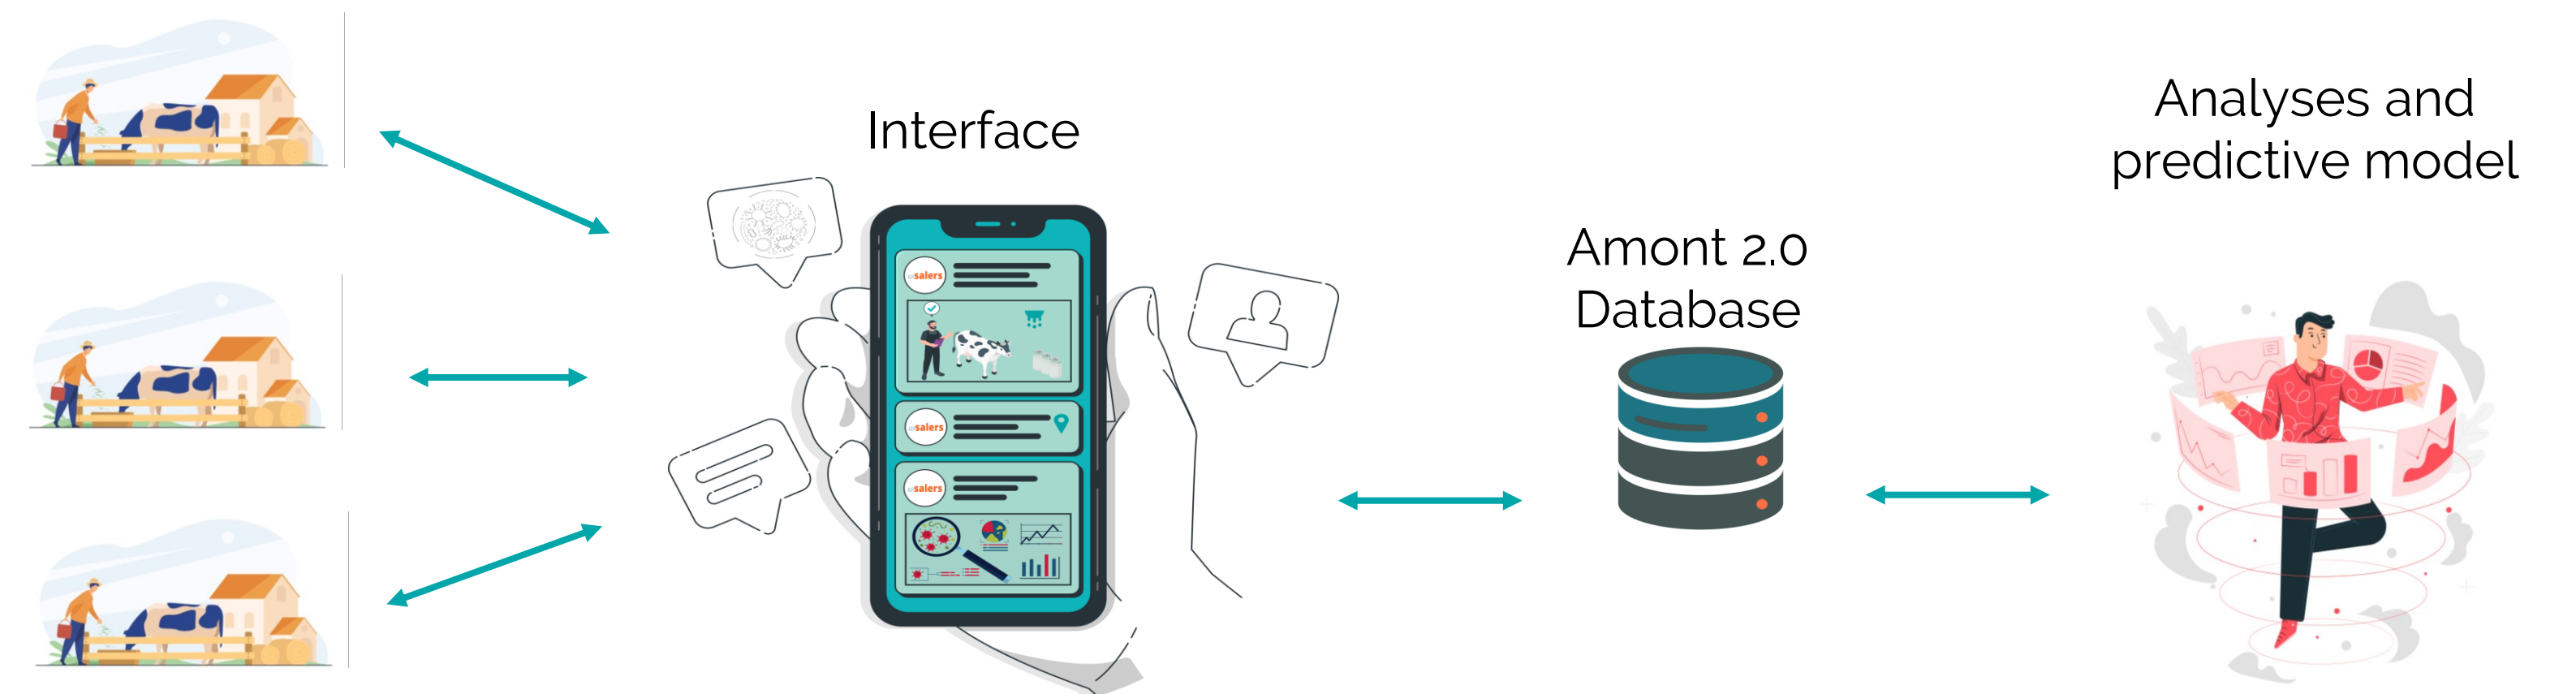 Interface
salers
salers
salers
Amont 2.0
Database
Analyses and
predictive model